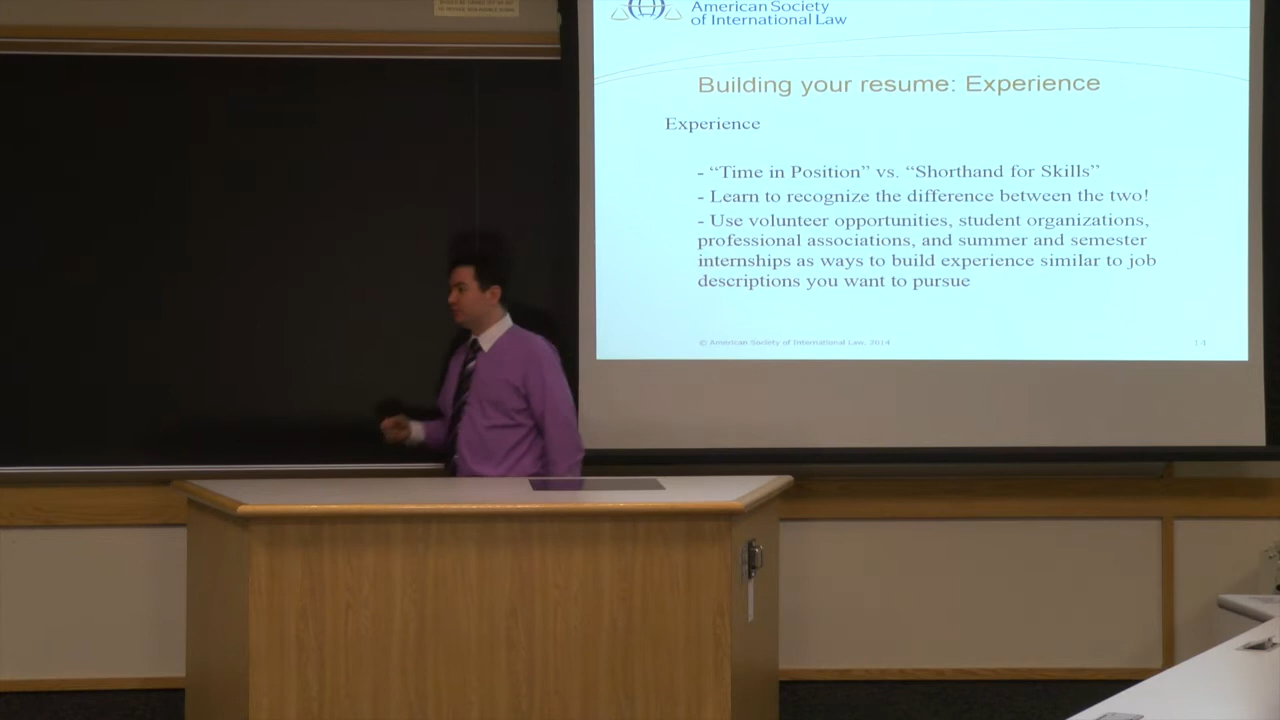 American Society
of International Law
Building your resume: Experience
Experience
- “Time in Position” vs. “Shorthand for Skills”
- Learn to recognize the difference between the two!
- Use volunteer opportunities, student organizations,
professional associations, and summer and semester
internships as ways to build experience similar to job
descriptions you want to pursue
© American Society of International Law, 2014
14